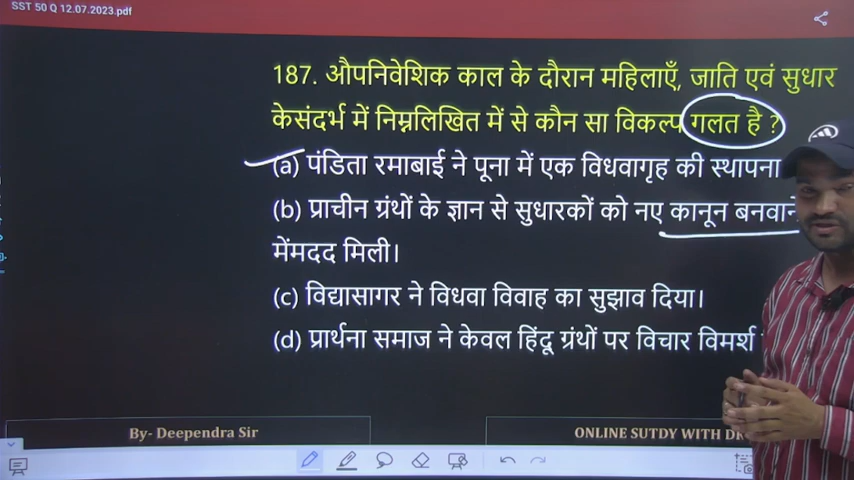 SST 50 Q 12.07.2023.pdf
187. औपनिवेशिक काल के दौरान महिलाएँ, जाति एवं सुधार
केसंदर्भ में निम्नलिखित में से कौन सा विकल्प गलत है ?
(a) पंडिता रमाबाई ने पूना में एक विधवागृह की स्थापना
(b) प्राचीन ग्रंथों के ज्ञान से सुधारकों को नए कानून बनवाने
मेंमदद मिली।
(c) विद्यासागर ने विधवा विवाह का सुझाव दिया।
(d) प्रार्थना समाज ने केवल हिंदू ग्रंथों पर विचार विमर्श
By- Deependra Sir
ONLINE SUTDY WITH